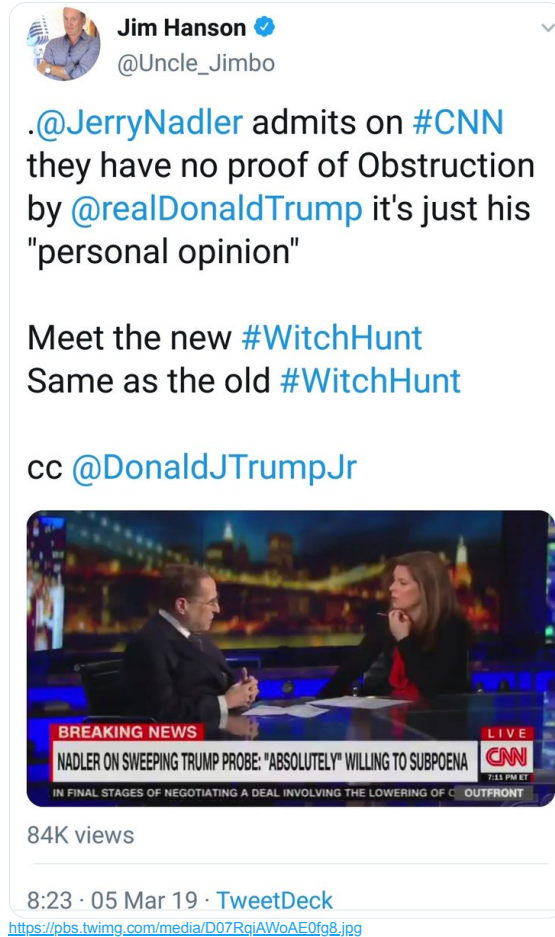 Jim Hanson
@Uncle_Jimbo
.@JerryNadler admits on #CNN
they have no proof of Obstruction
by @realDonaldTrump it's just his
"personal opinion"
Meet the new #WitchHunt
Same as the old #WitchHunt
cc @DonaldJTrumpJr
BREAKING NEWS
LIVE
NADLER ON SWEEPING TRUMP PROBE: "ABSOLUTELY" WILLING TO SUBPOENA
CNN
7:11 PM ET
IN FINAL STAGES OF NEGOTIATING A DEAL INVOLVING THE LOWERING OF C
OUTFRONT
84K views
8:23 · 05 Mar 19 · TweetDeck
https://pbs.twimg.com/media/D07RqiAWoAE0fg8.jpg